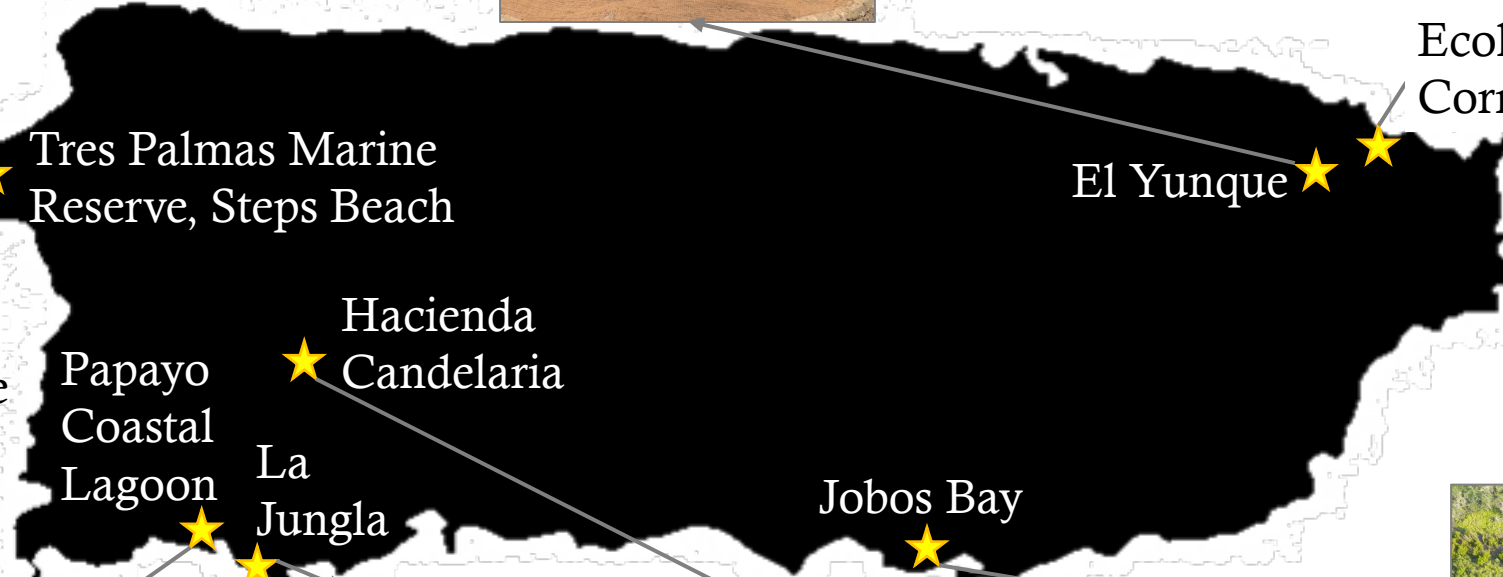 Tres Palmas Marine
Reserve, Steps Beach
El Yunque
Hacienda
Candelaria
Papayo
Coastal
Lagoon
La
Jungla
Jobos Bay